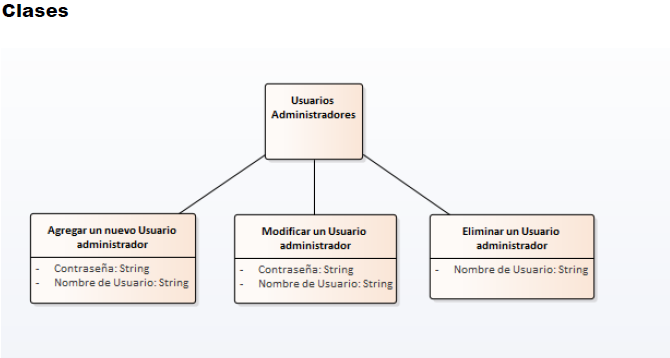 Clases
Usuarios
Administradores
Agregar un nuevo Usuario
administrador
- Contraseña: String
- Nombre de Usuario: String
Modificar un Usuario
administrador
- Contraseña: String
- Nombre de Usuario: String
Eliminar un Usuario
administrador
- Nombre de Usuario: String